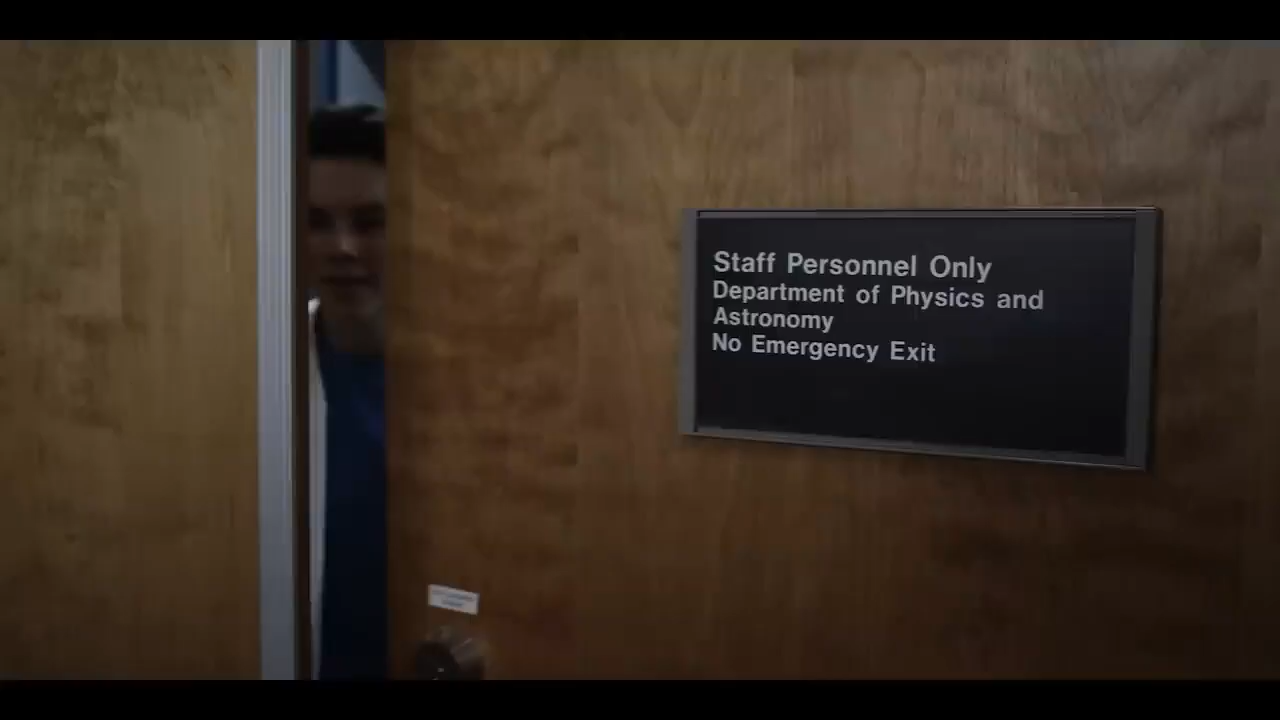 Staff Personnel Only
Department of Physics and
Astronomy
No Emergency Exit